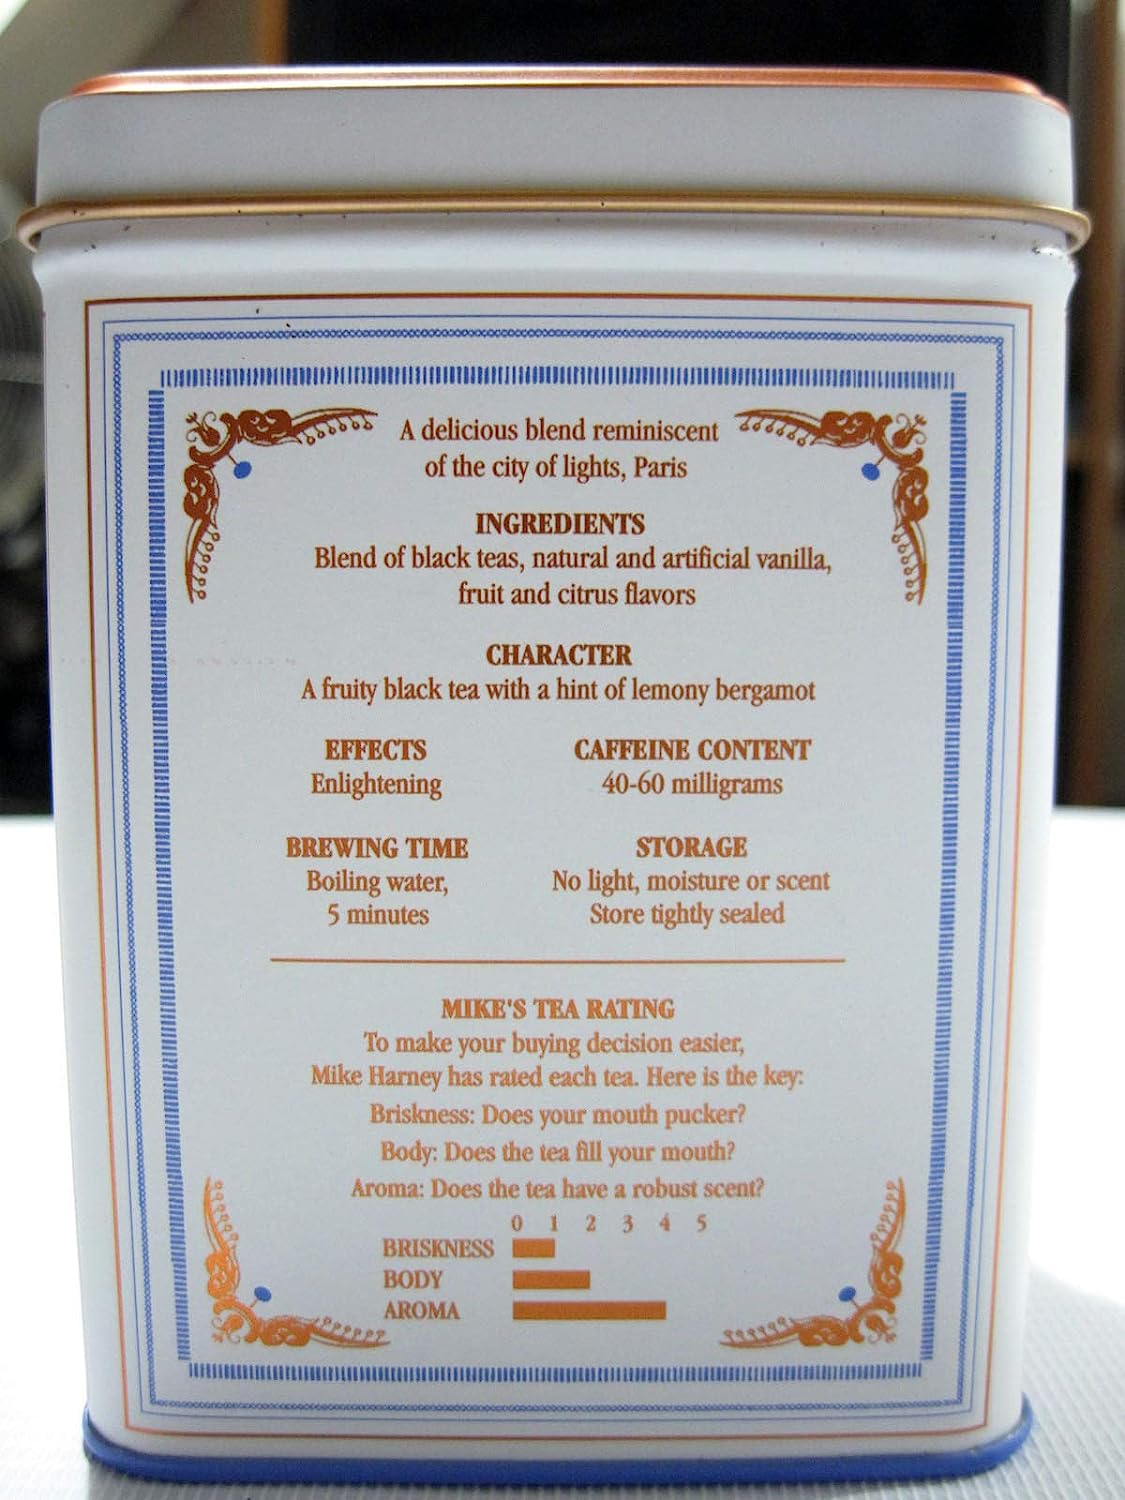 A delicious blend reminiscent
of the city of lights, Paris
INGREDIENTS
Blend of black teas, natural and artificial vanilla,
fruit and citrus flavors
CHARACTER
A fruity black tea with a hint of lemony bergamot
EFFECTS
Enlightening
CAFFEINE CONTENT
40-60 milligrams
BREWING TIME
Boiling water,
5 minutes
STORAGE
No light, moisture or scent
Store tightly sealed
MIKE'S TEA RATING
To make your buying decision easier,
Mike Harney has rated each tea. Here is the key:
Briskness: Does your mouth pucker?
Body: Does the tea fill your mouth?
Aroma: Does the tea have a robust scent?
0 1 2 3 4 5
BRISKNESS
BODY
AROMA